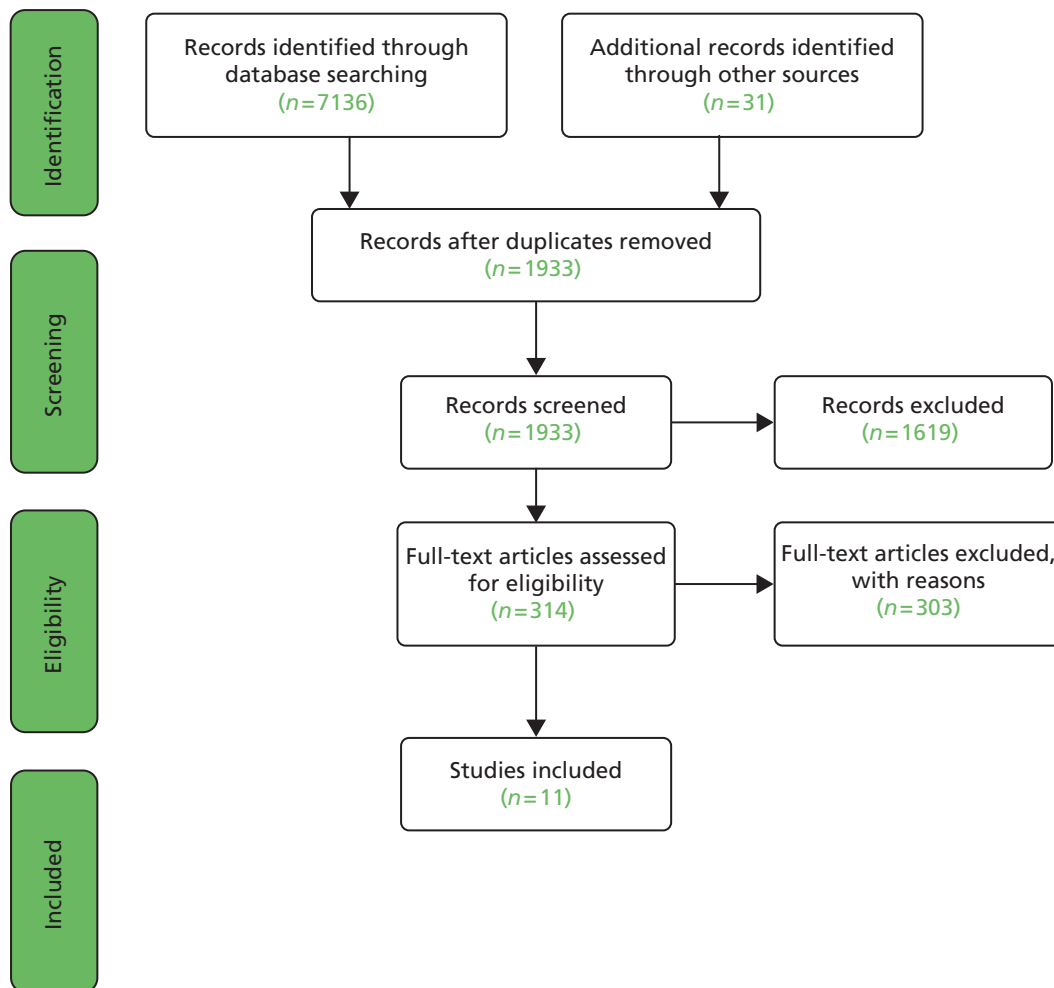 Identification
Records identified through
database searching
(n=7136)
Additional records identified
through other sources
(n=31)
Records after duplicates removed
(n=1933)
Screening
Records screened
(n=1933)
Records excluded
(n=1619)
Eligibility
Full-text articles assessed
for eligibility
(n=314)
Full-text articles excluded,
with reasons
(n=303)
Included
Studies included
(n=11)